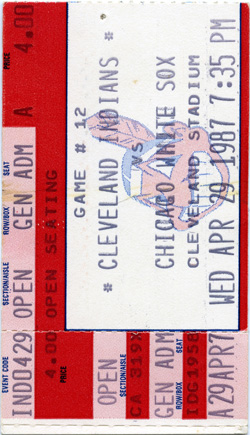 GAME # 12
* CLEVELAND INDIANS *
VS
CHICAGO WHITE SOX
CLEVELAND STADIUM
WED APR 29 1987 7:35 PM
PRICE
4.00
SEAT
A
ROW/BOX
GEN ADM
SECTION/AISLE
OPEN
EVENT CODE
IND0429
4.00 OPEN SEATING
SECTION/AISLE
OPEN
CA 319X
ROW/BOX
GEN ADM
SEAT
A29APR7